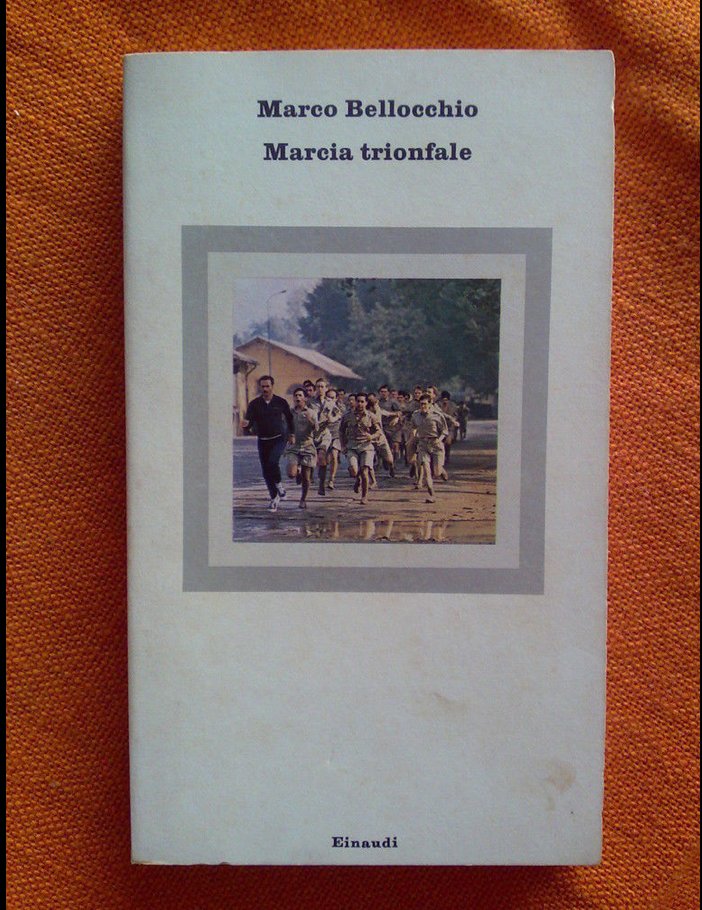 Marco Bellocchio
Marcia trionfale
Einaudi